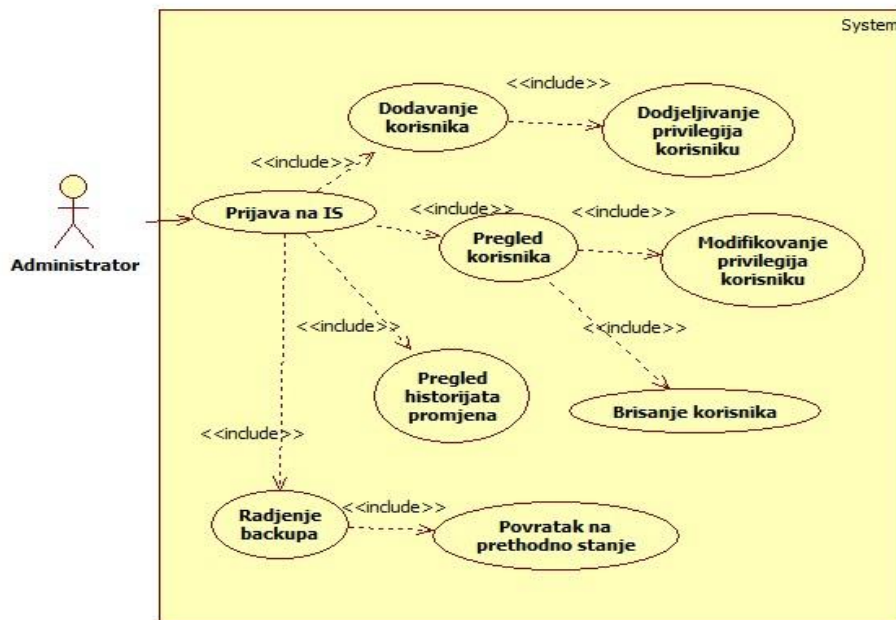 System
<<include>>
Dodavanje
korisnika
Dodjeljivanje
privilegija
korisniku
<<include>>
Prijava na IS
<<include>>
<<include>>
Pregled
korisnika
Modifikovanje
privilegija
korisniku
Administrator
<<include>>
<<include>>
Pregled
historijata
promjena
Brisanje korisnika
<<include>>
Radjenje
backupa
<<include>>
Povratak na
prethodno stanje